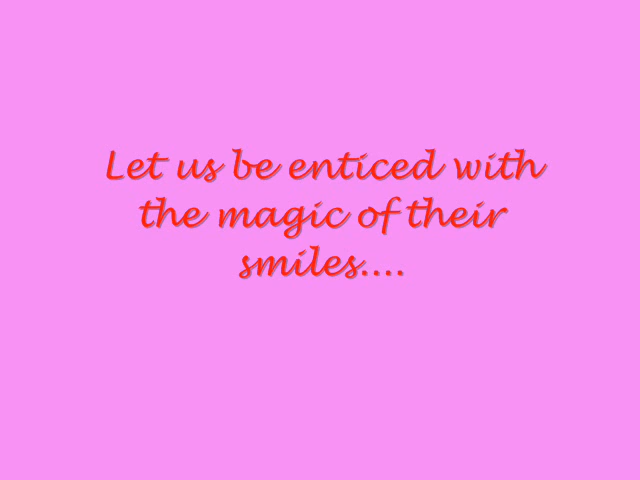 Let us be enticed with
the magic of their
smiles....